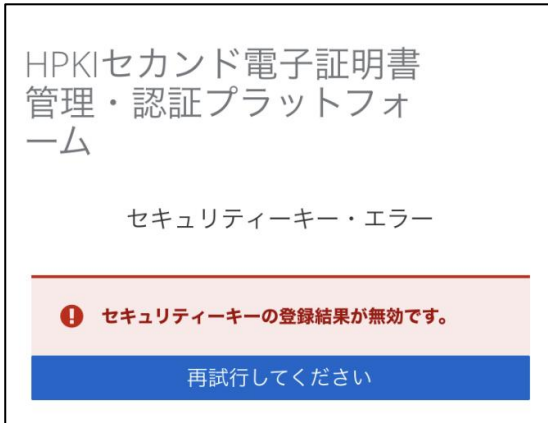 HPKIセカンド電子証明書
管理・認証プラットフォ
ーム
セキュリティーキー・エラー
セキュリティーキーの登録結果が無効です。
再試行してください